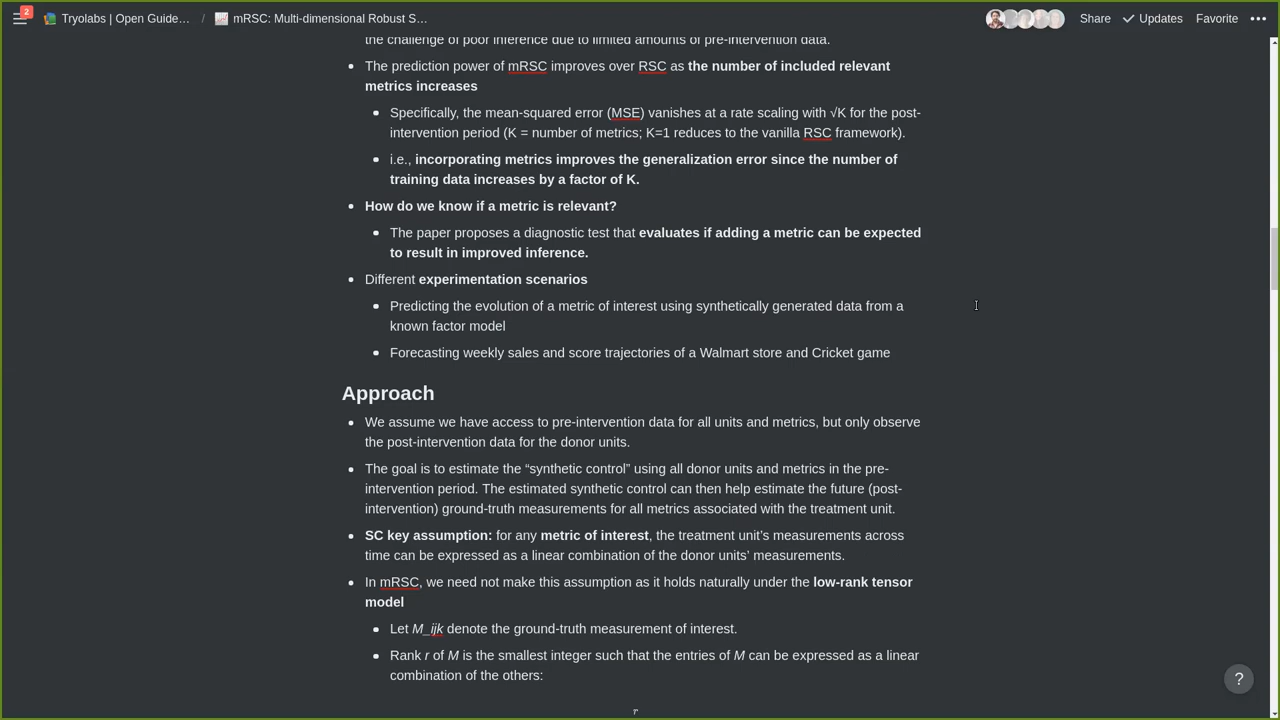 2
Tryolabs | Open Guide… / mRSC: Multi-dimensional Robust S… Share Updates Favorite
the challenge of poor inference due to limited amounts of pre-intervention data.
The prediction power of mRSC improves over RSC as the number of included relevant
metrics increases
Specifically, the mean-squared error (MSE) vanishes at a rate scaling with √K for the post-
intervention period (K = number of metrics; K=1 reduces to the vanilla RSC framework).
i.e., incorporating metrics improves the generalization error since the number of
training data increases by a factor of K.
How do we know if a metric is relevant?
The paper proposes a diagnostic test that evaluates if adding a metric can be expected
to result in improved inference.
Different experimentation scenarios
Predicting the evolution of a metric of interest using synthetically generated data from a
known factor model
Forecasting weekly sales and score trajectories of a Walmart store and Cricket game
Approach
We assume we have access to pre-intervention data for all units and metrics, but only observe
the post-intervention data for the donor units.
The goal is to estimate the “synthetic control” using all donor units and metrics in the pre-
intervention period. The estimated synthetic control can then help estimate the future (post-
intervention) ground-truth measurements for all metrics associated with the treatment unit.
SC key assumption: for any metric of interest, the treatment unit’s measurements across
time can be expressed as a linear combination of the donor units’ measurements.
In mRSC, we need not make this assumption as it holds naturally under the low-rank tensor
model
Let M_ijk denote the ground-truth measurement of interest.
Rank r of M is the smallest integer such that the entries of M can be expressed as a linear
combination of the others:
?
r